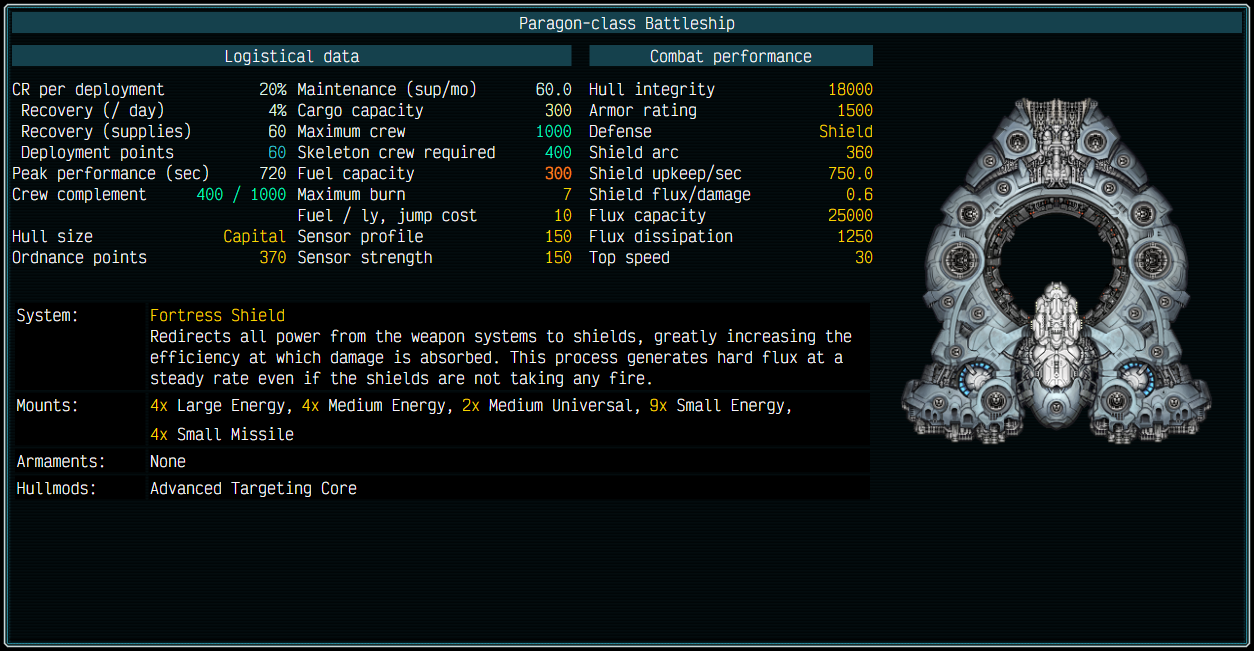 Paragon-class Battleship
Logistical data
CR per deployment 20% Maintenance (sup/mo) 60.0
Recovery (/ day) 4% Cargo capacity 300
Recovery (supplies) 60 Maximum crew 1000
Deployment points 60 Skeleton crew required 400
Peak performance (sec) 720 Fuel capacity 300
Crew complement 400 / 1000 Maximum burn 7
Fuel / ly, jump cost 10
Hull size Capital Sensor profile 150
Ordnance points 370 Sensor strength 150
Combat performance
Hull integrity 18000
Armor rating 1500
Defense Shield
Shield arc 360
Shield upkeep/sec 750.0
Shield flux/damage 0.6
Flux capacity 25000
Flux dissipation 1250
Top speed 30
System: Fortress Shield
Redirects all power from the weapon systems to shields, greatly increasing the
efficiency at which damage is absorbed. This process generates hard flux at a
steady rate even if the shields are not taking any fire.
Mounts: 4x Large Energy, 4x Medium Energy, 2x Medium Universal, 9x Small Energy,
4x Small Missile
Armaments: None
Hullmods: Advanced Targeting Core